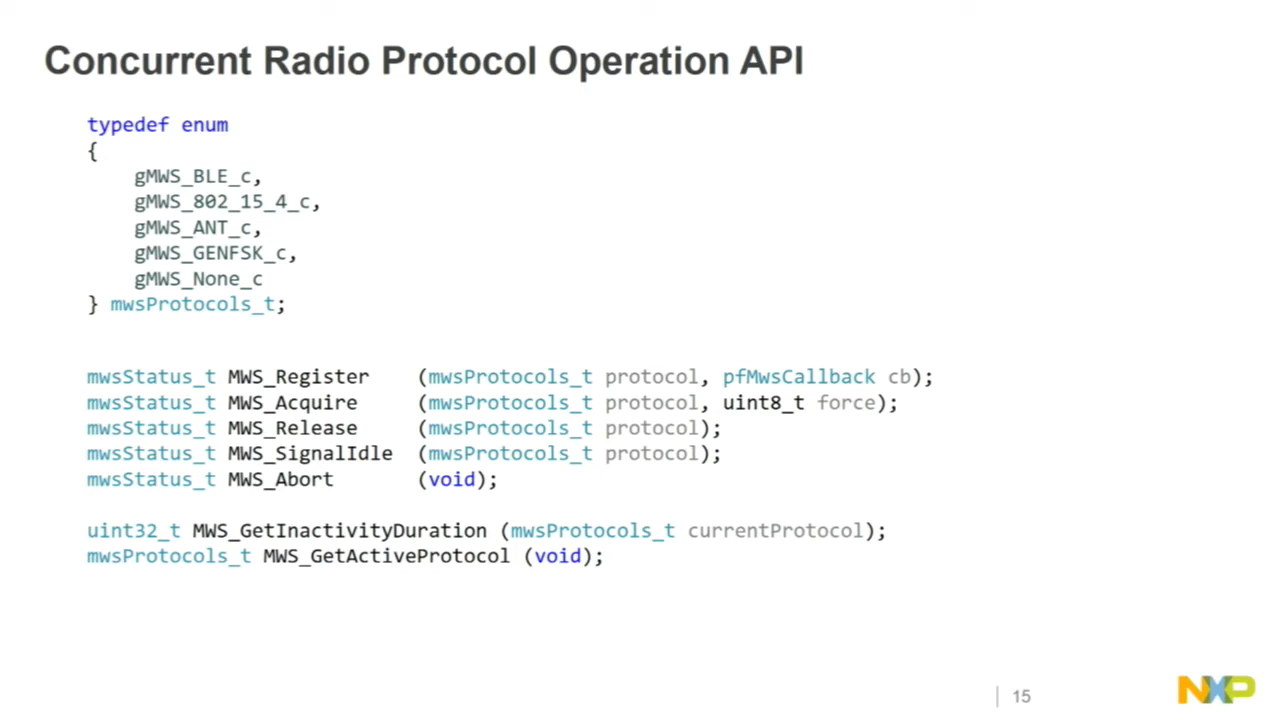 Concurrent Radio Protocol Operation API
typedef enum
{
gMWS_BLE_c,
gMWS_802_15_4_c,
gMWS_ANT_c,
gMWS_GENFSK_c,
gMWS_None_c
} mwsProtocols_t;
mwsStatus_t MWS_Register (mwsProtocols_t protocol, pfMwsCallback cb);
mwsStatus_t MWS_Acquire (mwsProtocols_t protocol, uint8_t force);
mwsStatus_t MWS_Release (mwsProtocols_t protocol);
mwsStatus_t MWS_SignalIdle (mwsProtocols_t protocol);
mwsStatus_t MWS_Abort (void);
uint32_t MWS_GetInactivityDuration (mwsProtocols_t currentProtocol);
mwsProtocols_t MWS_GetActiveProtocol (void);
| 15
NXP